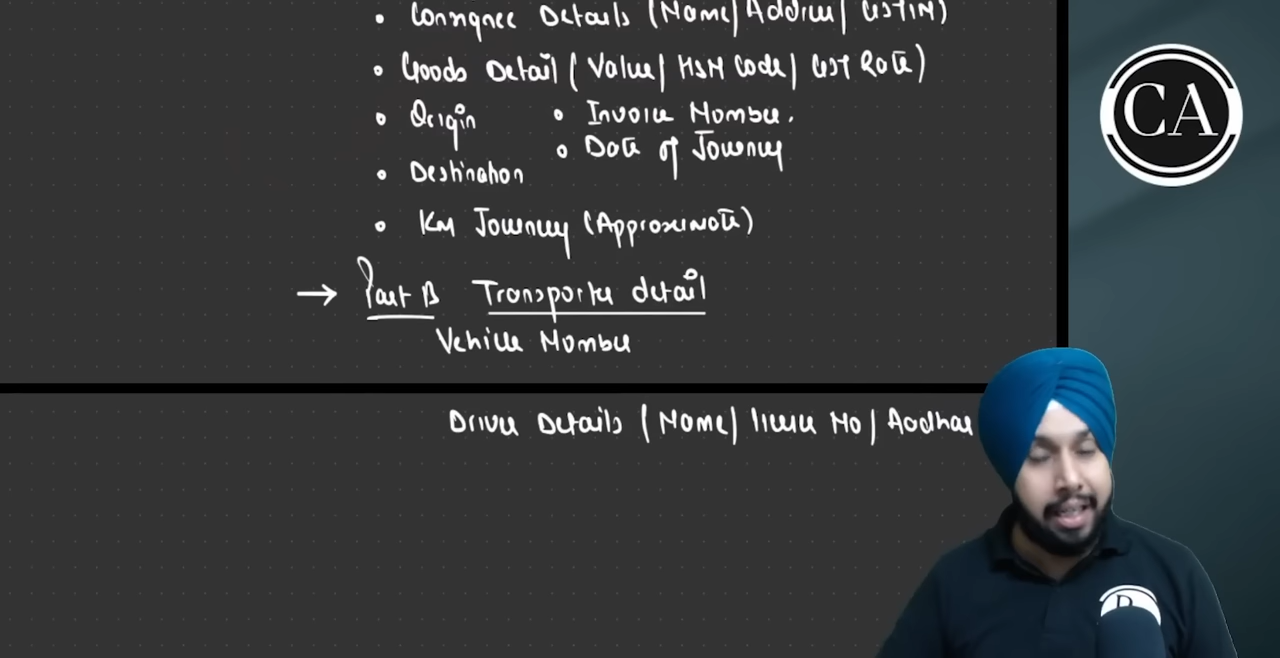 • Consignee Details (Name/ Address/ GSTIN)
• Goods Detail ( Value/ HSN Code/ GST Rate)
• Origin
• Invoice Number.
• Date of Journey
• Destination
• KM Journey (Approximate)
→ Part B Transporter detail
Vehicle Number
Driver Details ( Name/ license No/ Aadhar
CA